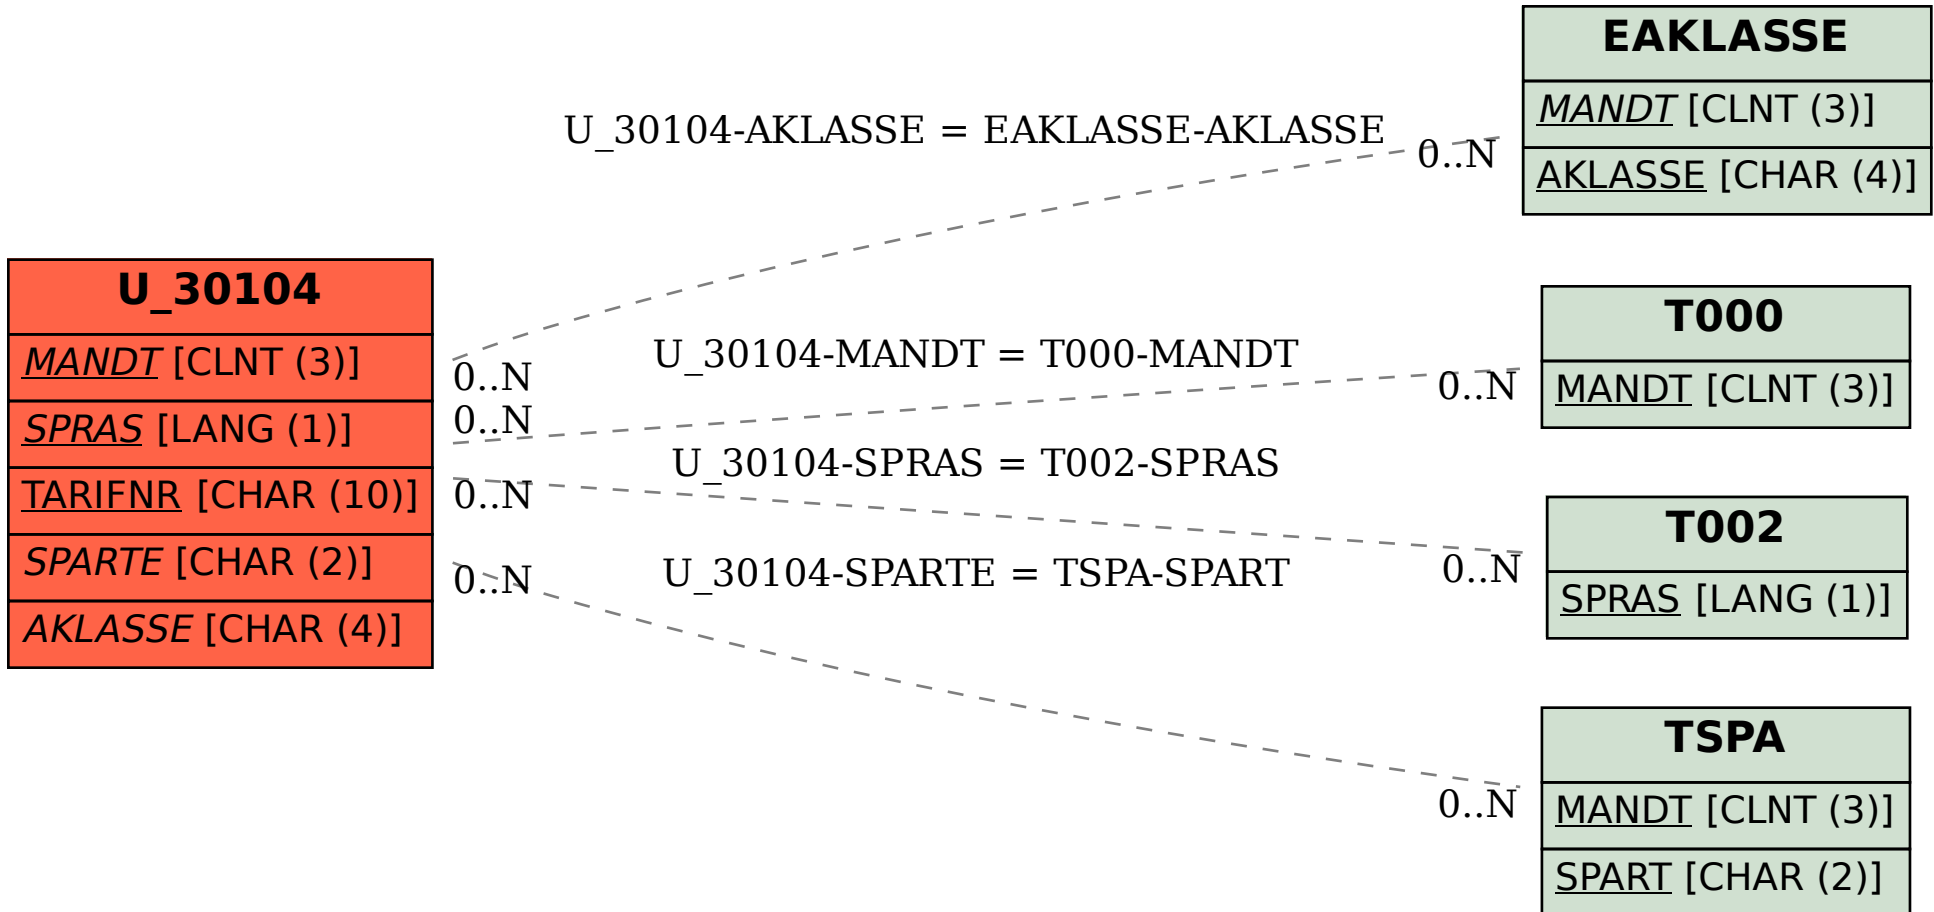 EAKLASSE
MANDT [CLNT (3)]
AKLASSE [CHAR (4)]
U_30104-AKLASSE = EAKLASSE-AKLASSE
0..N
U_30104
MANDT [CLNT (3)]
SPRAS [LANG (1)]
TARIFNR [CHAR (10)]
SPARTE [CHAR (2)]
AKLASSE [CHAR (4)]
0..N
0..N
0..N
0..N
U_30104-MANDT = T000-MANDT
0..N
T000
MANDT [CLNT (3)]
U_30104-SPRAS = T002-SPRAS
0..N
T002
SPRAS [LANG (1)]
U_30104-SPARTE = TSPA-SPART
0..N
TSPA
MANDT [CLNT (3)]
SPART [CHAR (2)]